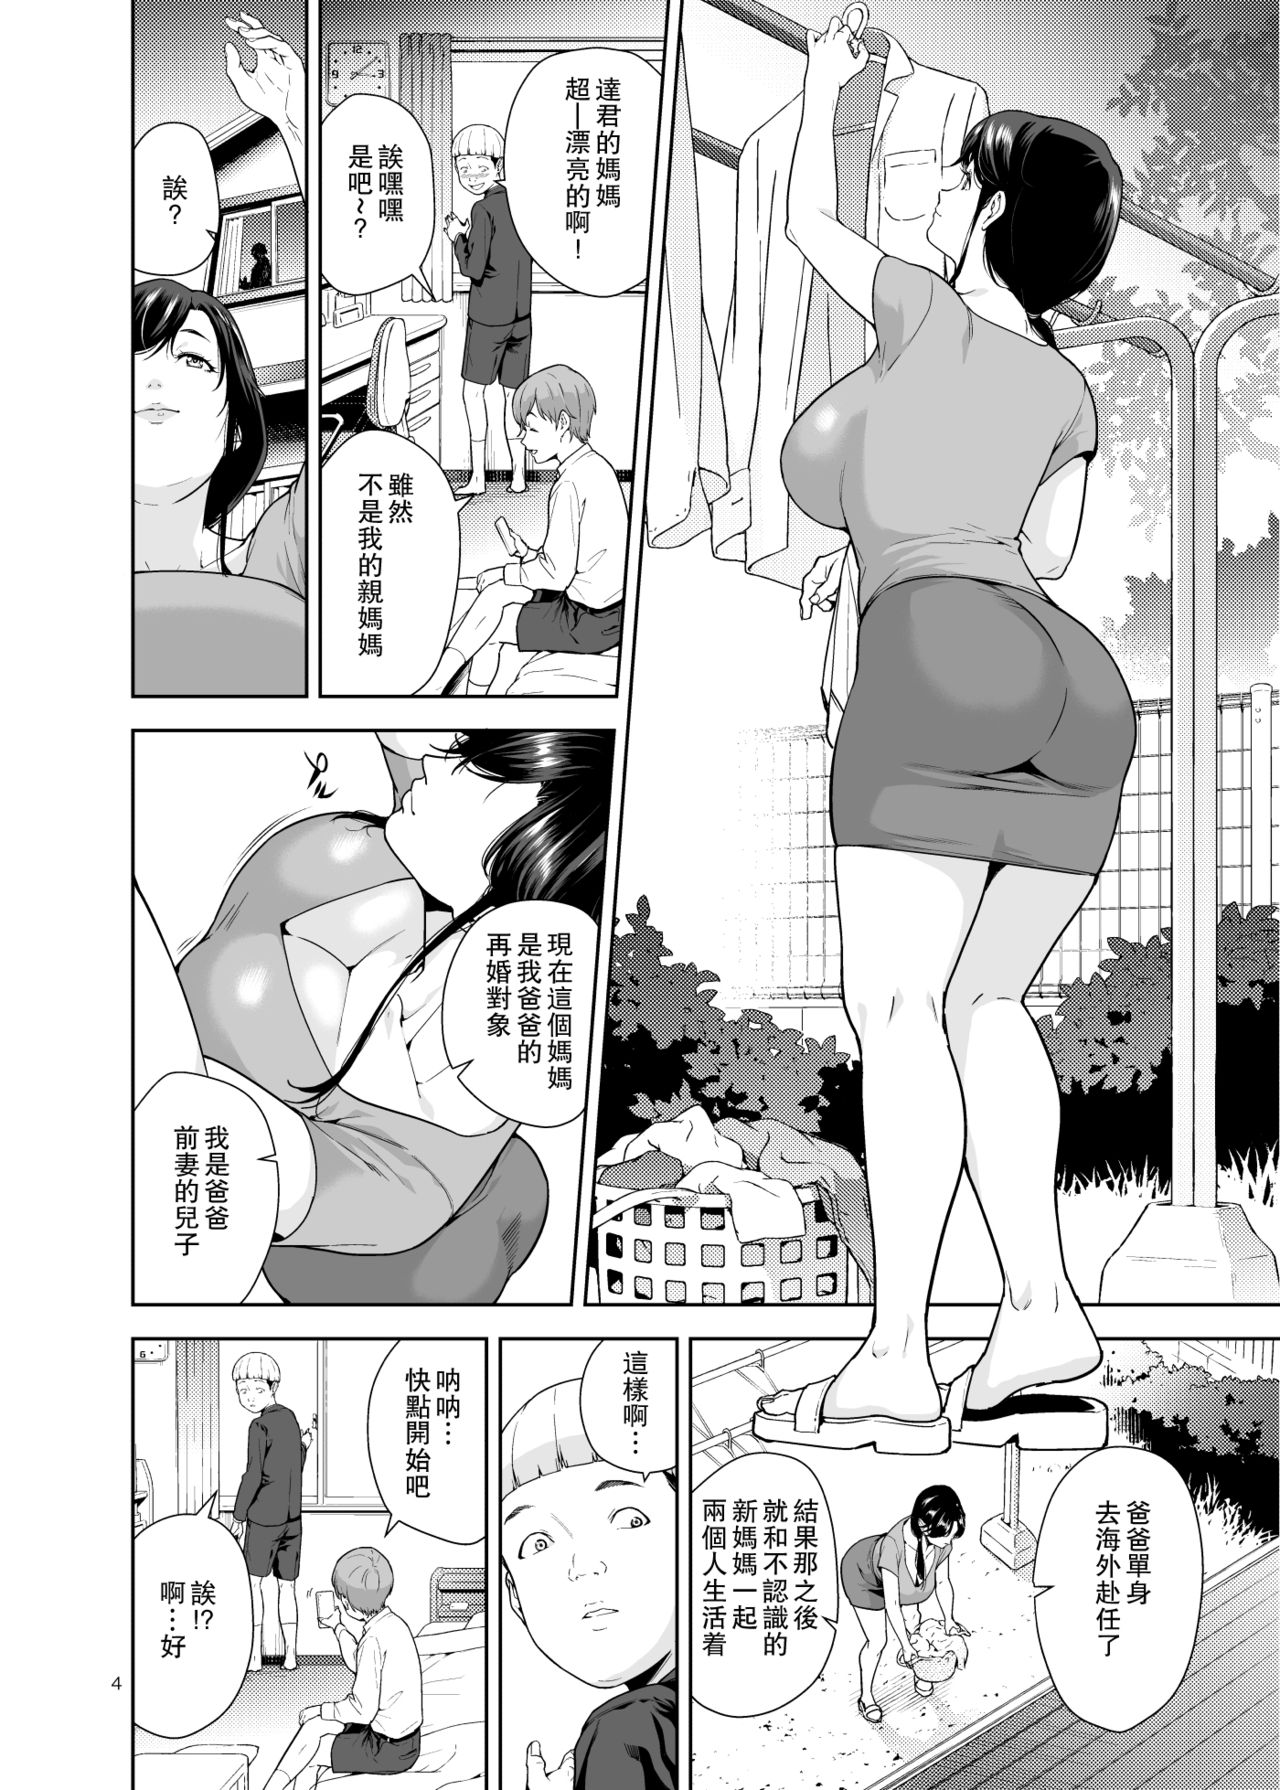 達君的媽媽
超—漂亮的啊！
誒嘿嘿
是吧~？
雖然
不是我的親媽媽
誒？
現在這個媽媽
是我爸爸的
再婚對象
我是爸爸
前妻的兒子
爸爸單身
去海外赴任了
結果那之後
就和不認識的
新媽媽一起
兩個人生活着
這樣啊…
吶吶…
快點開始吧
誒!?
啊…好
4